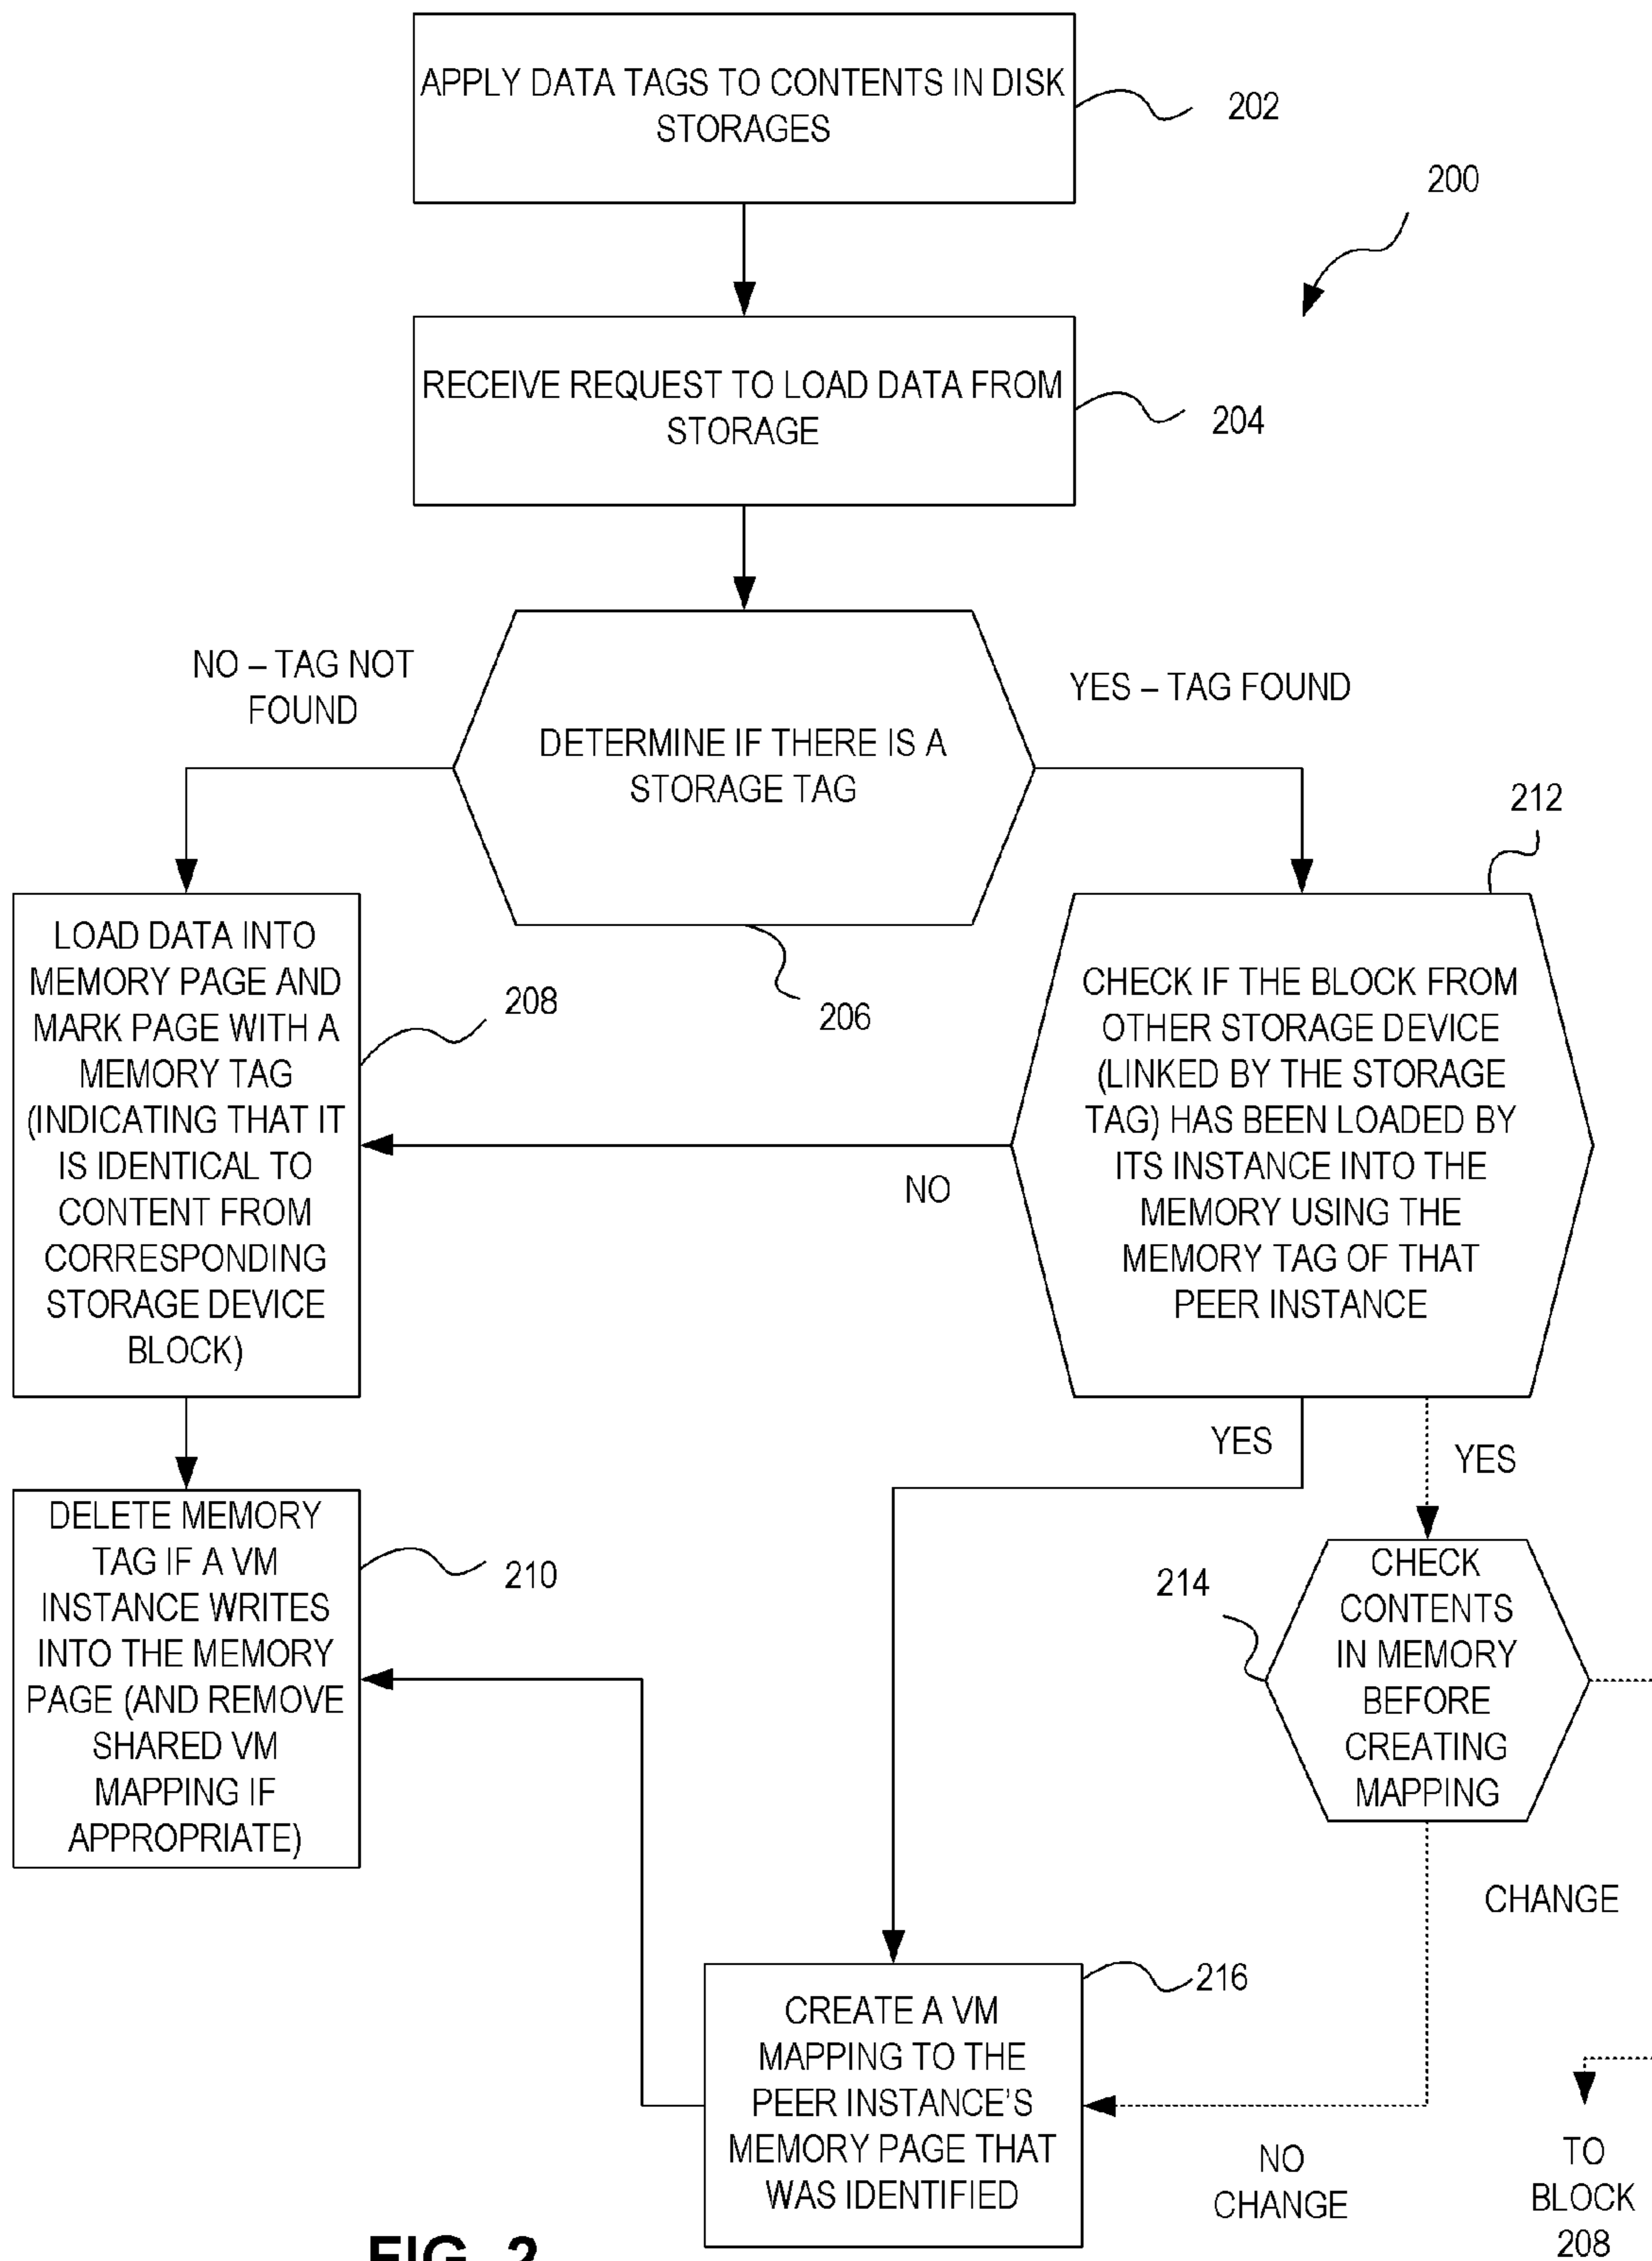 APPLY DATA TAGS TO CONTENTS IN DISK
STORAGES
202
200
RECEIVE REQUEST TO LOAD DATA FROM
STORAGE
204
NO – TAG NOT
FOUND
YES – TAG FOUND
DETERMINE IF THERE IS A
STORAGE TAG
206
212
LOAD DATA INTO
MEMORY PAGE AND
MARK PAGE WITH A
MEMORY TAG
(INDICATING THAT IT
IS IDENTICAL TO
CONTENT FROM
CORRESPONDING
STORAGE DEVICE
BLOCK)
208
CHECK IF THE BLOCK FROM
OTHER STORAGE DEVICE
(LINKED BY THE STORAGE
TAG) HAS BEEN LOADED BY
ITS INSTANCE INTO THE
MEMORY USING THE
MEMORY TAG OF THAT
PEER INSTANCE
NO
YES
YES
DELETE MEMORY
TAG IF A VM
INSTANCE WRITES
INTO THE MEMORY
PAGE (AND REMOVE
SHARED VM
MAPPING IF
APPROPRIATE)
210
214
CHECK
CONTENTS
IN MEMORY
BEFORE
CREATING
MAPPING
CHANGE
216
CREATE A VM
MAPPING TO THE
PEER INSTANCE'S
MEMORY PAGE THAT
WAS IDENTIFIED
NO
CHANGE
TO
BLOCK
208
FIG. 2